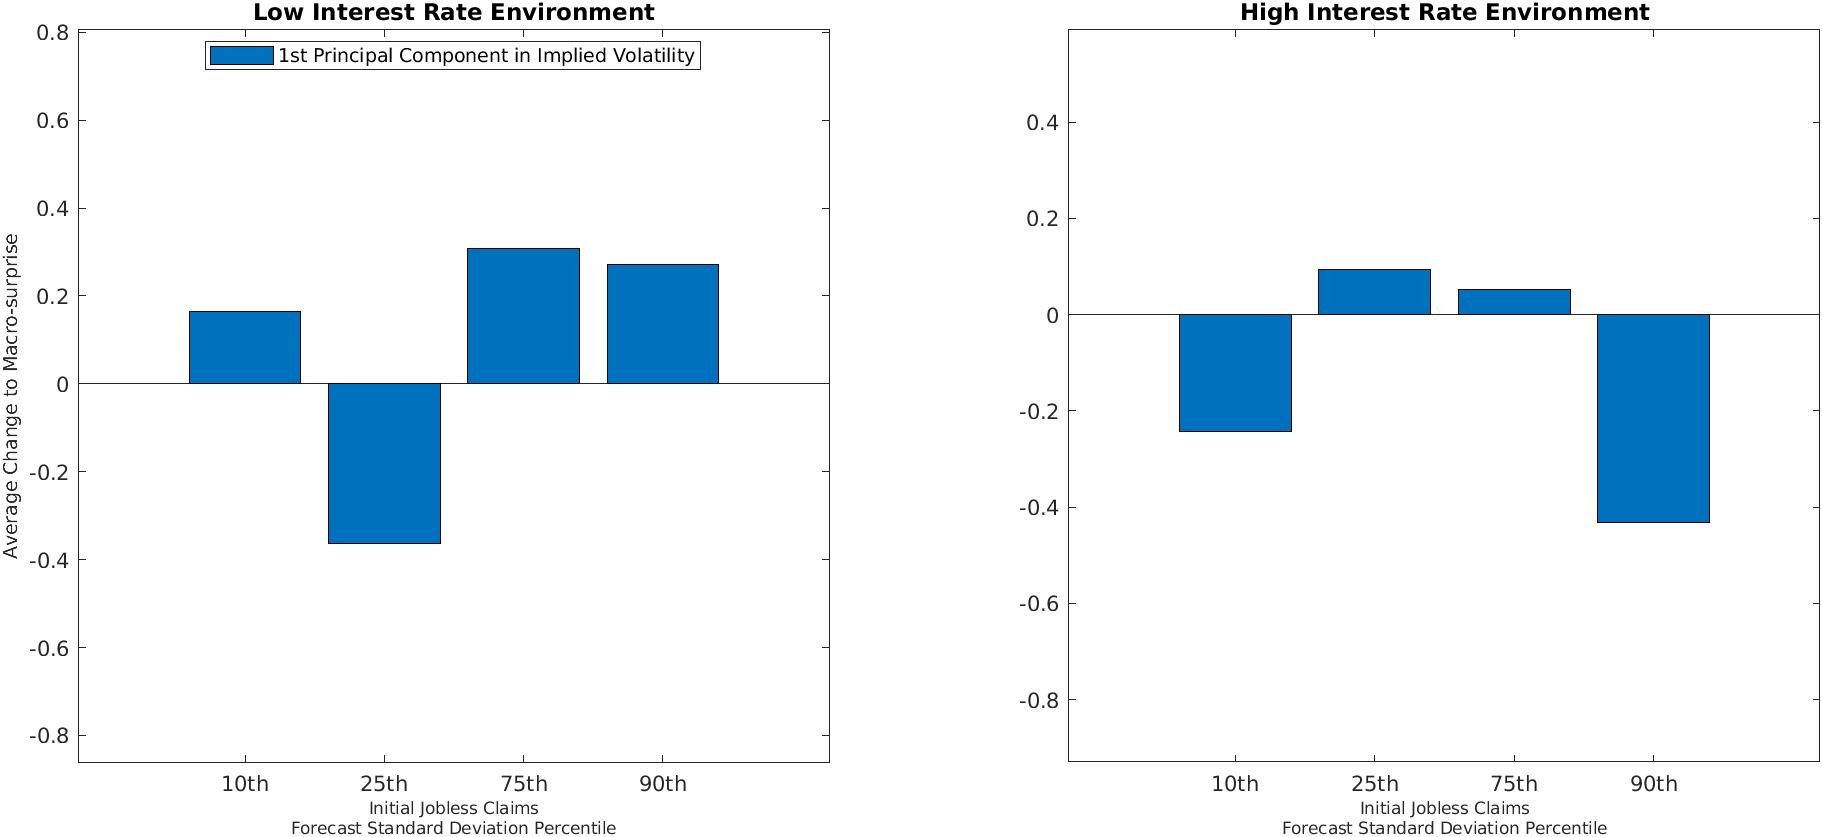 Low Interest Rate Environment
1st Principal Component in Implied Volatility
Average Change to Macro-surprise
0.8
0.6
0.4
0.2
0
-0.2
-0.4
-0.6
-0.8
10th 25th 75th 90th
Initial Jobless Claims
Forecast Standard Deviation Percentile
High Interest Rate Environment
0.4
0.2
0
-0.2
-0.4
-0.6
-0.8
10th 25th 75th 90th
Initial Jobless Claims
Forecast Standard Deviation Percentile